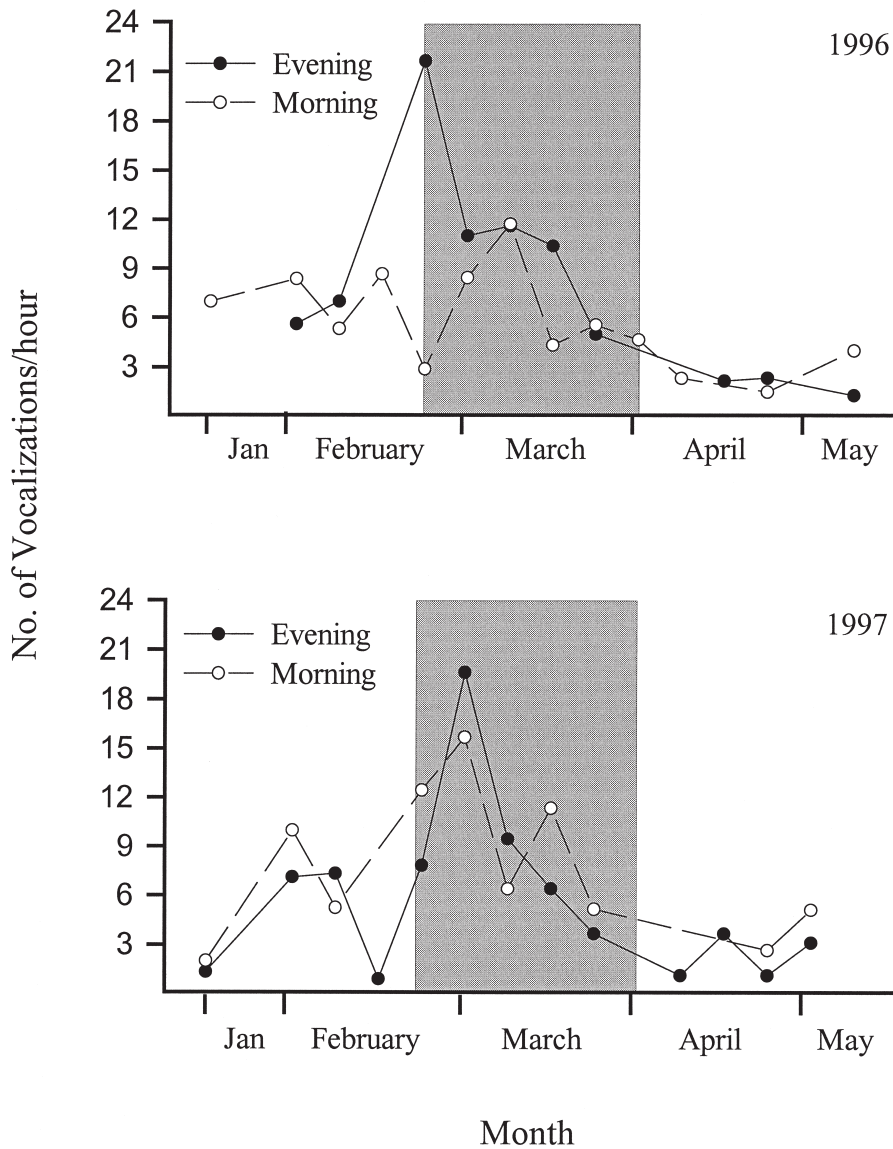 No. of Vocalizations/hour
1996
Evening
Morning
24
21
18
15
12
9
6
3
Jan February March April May
1997
Evening
Morning
24
21
18
15
12
9
6
3
Jan February March April May
Month